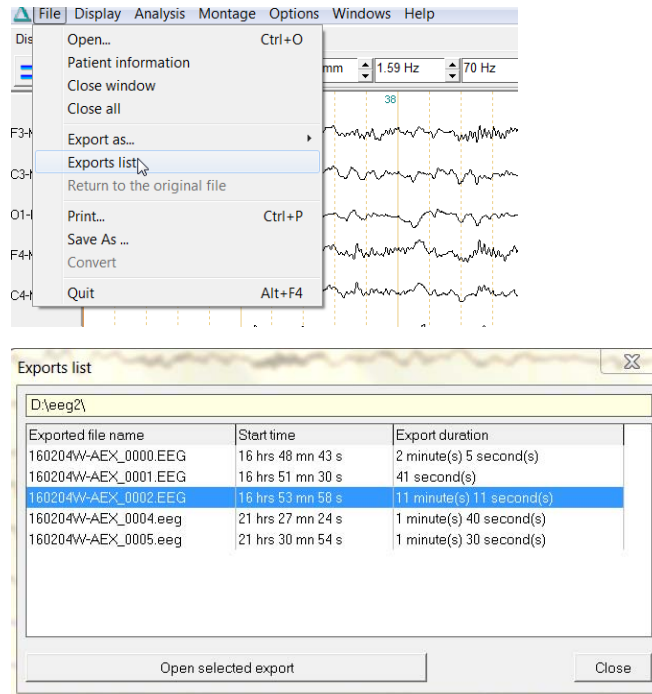 File Display Analysis Montage Options Windows Help
Dis
Open... Ctrl+O
Patient information
mm 1.59 Hz 70 Hz
Close window
Close all
38
F3-M
Export as...
Exports list
C3-M
Return to the original file
O1-M
Print... Ctrl+P
Save As ...
F4-M
Convert
C4-M
Quit Alt+F4
Exports list
D:\eeg2\
Exported file name Start time Export duration
160204W-AEX_0000.EEG 16 hrs 48 mn 43 s 2 minute(s) 5 second(s)
160204W-AEX_0001.EEG 16 hrs 51 mn 30 s 41 second(s)
160204W-AEX_0002.EEG 16 hrs 53 mn 58 s 11 minute(s) 11 second(s)
160204W-AEX_0004.eeg 21 hrs 27 mn 24 s 1 minute(s) 40 second(s)
160204W-AEX_0005.eeg 21 hrs 30 mn 54 s 1 minute(s) 30 second(s)
Open selected export Close